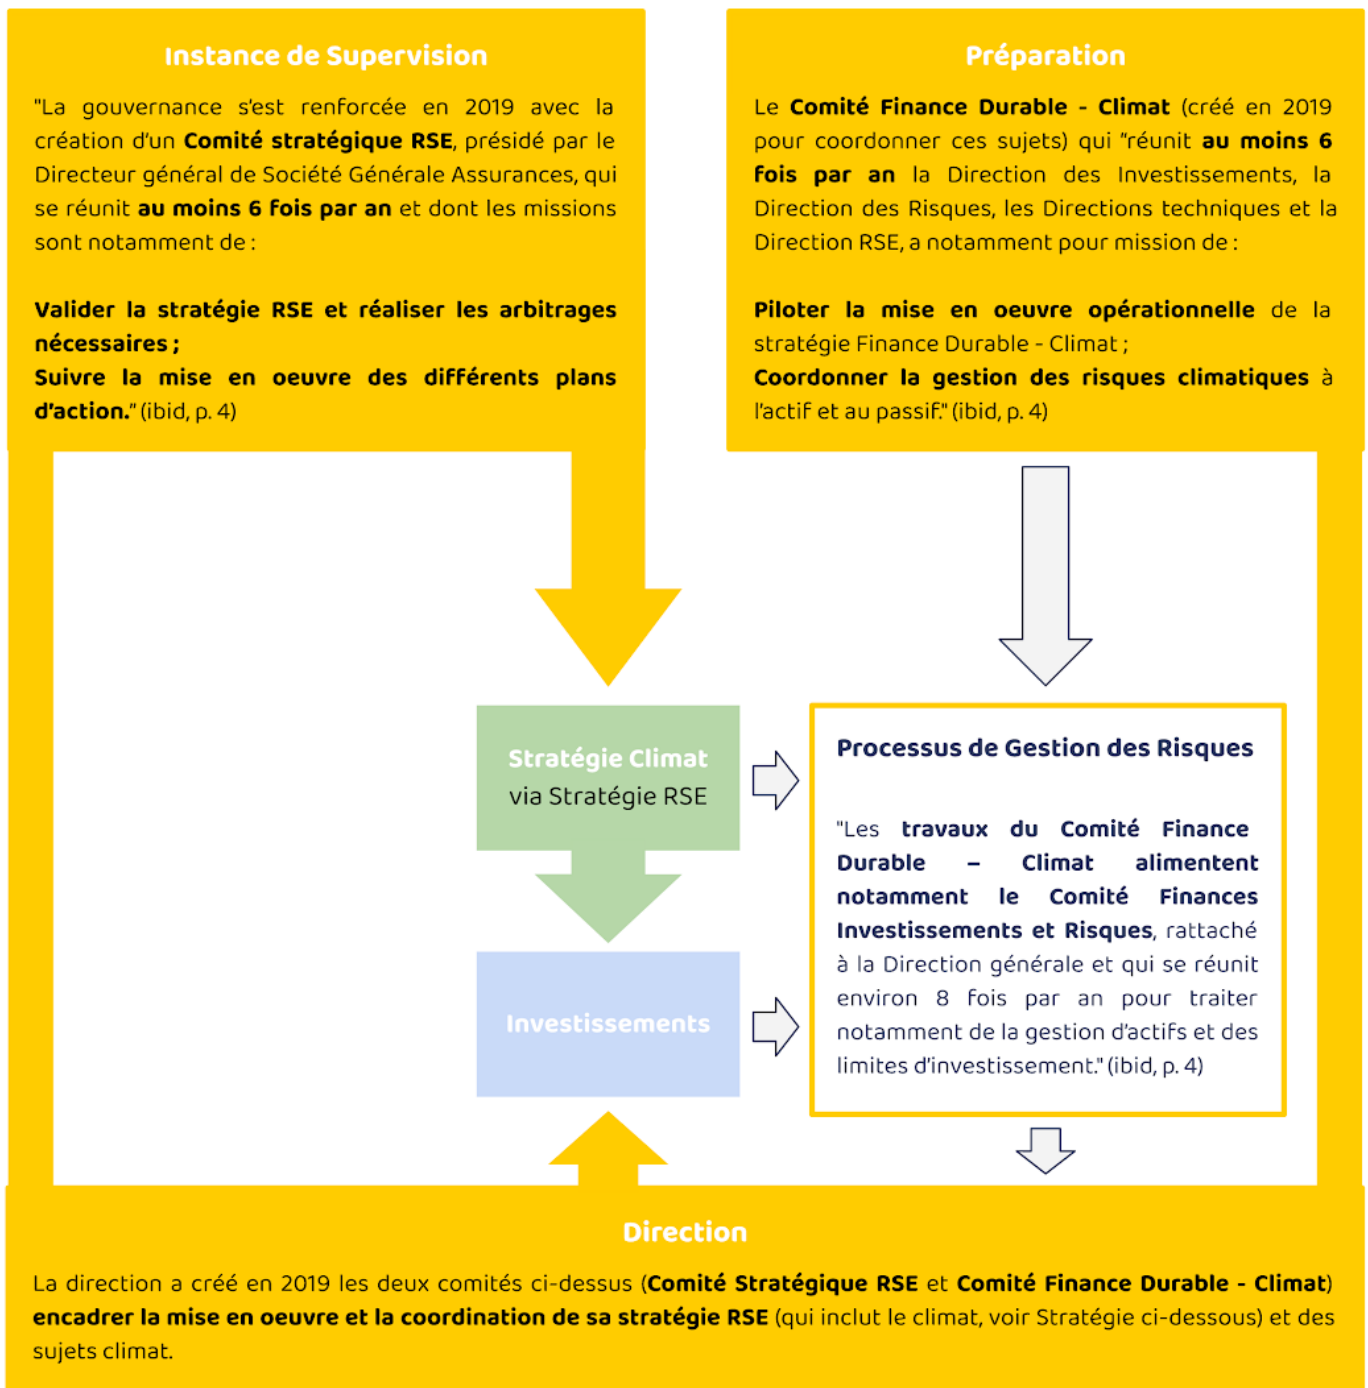 Instance de Supervision
"La gouvernance s'est renforcée en 2019 avec la
création d'un Comité stratégique RSE, présidé par le
Directeur général de Société Générale Assurances, qui
se réunit au moins 6 fois par an et dont les missions
sont notamment de :
Valider la stratégie RSE et réaliser les arbitrages
nécessaires ;
Suivre la mise en oeuvre des différents plans
d'action." (ibid, p. 4)
Préparation
Le Comité Finance Durable - Climat (créé en 2019
pour coordonner ces sujets) qui "réunit au moins 6
fois par an la Direction des Investissements, la
Direction des Risques, les Directions techniques et la
Direction RSE, a notamment pour mission de :
Piloter la mise en oeuvre opérationnelle de la
stratégie Finance Durable - Climat ;
Coordonner la gestion des risques climatiques à
l'actif et au passif." (ibid, p. 4)
Stratégie Climat
via Stratégie RSE
Investissements
Processus de Gestion des Risques
"Les travaux du Comité Finance
Durable – Climat alimentent
notamment le Comité Finances
Investissements et Risques, rattaché
à la Direction générale et qui se réunit
environ 8 fois par an pour traiter
notamment de la gestion d'actifs et des
limites d'investissement." (ibid, p. 4)
Direction
La direction a créé en 2019 les deux comités ci-dessus (Comité Stratégique RSE et Comité Finance Durable - Climat)
encadrer la mise en oeuvre et la coordination de sa stratégie RSE (qui inclut le climat, voir Stratégie ci-dessous) et des
sujets climat.